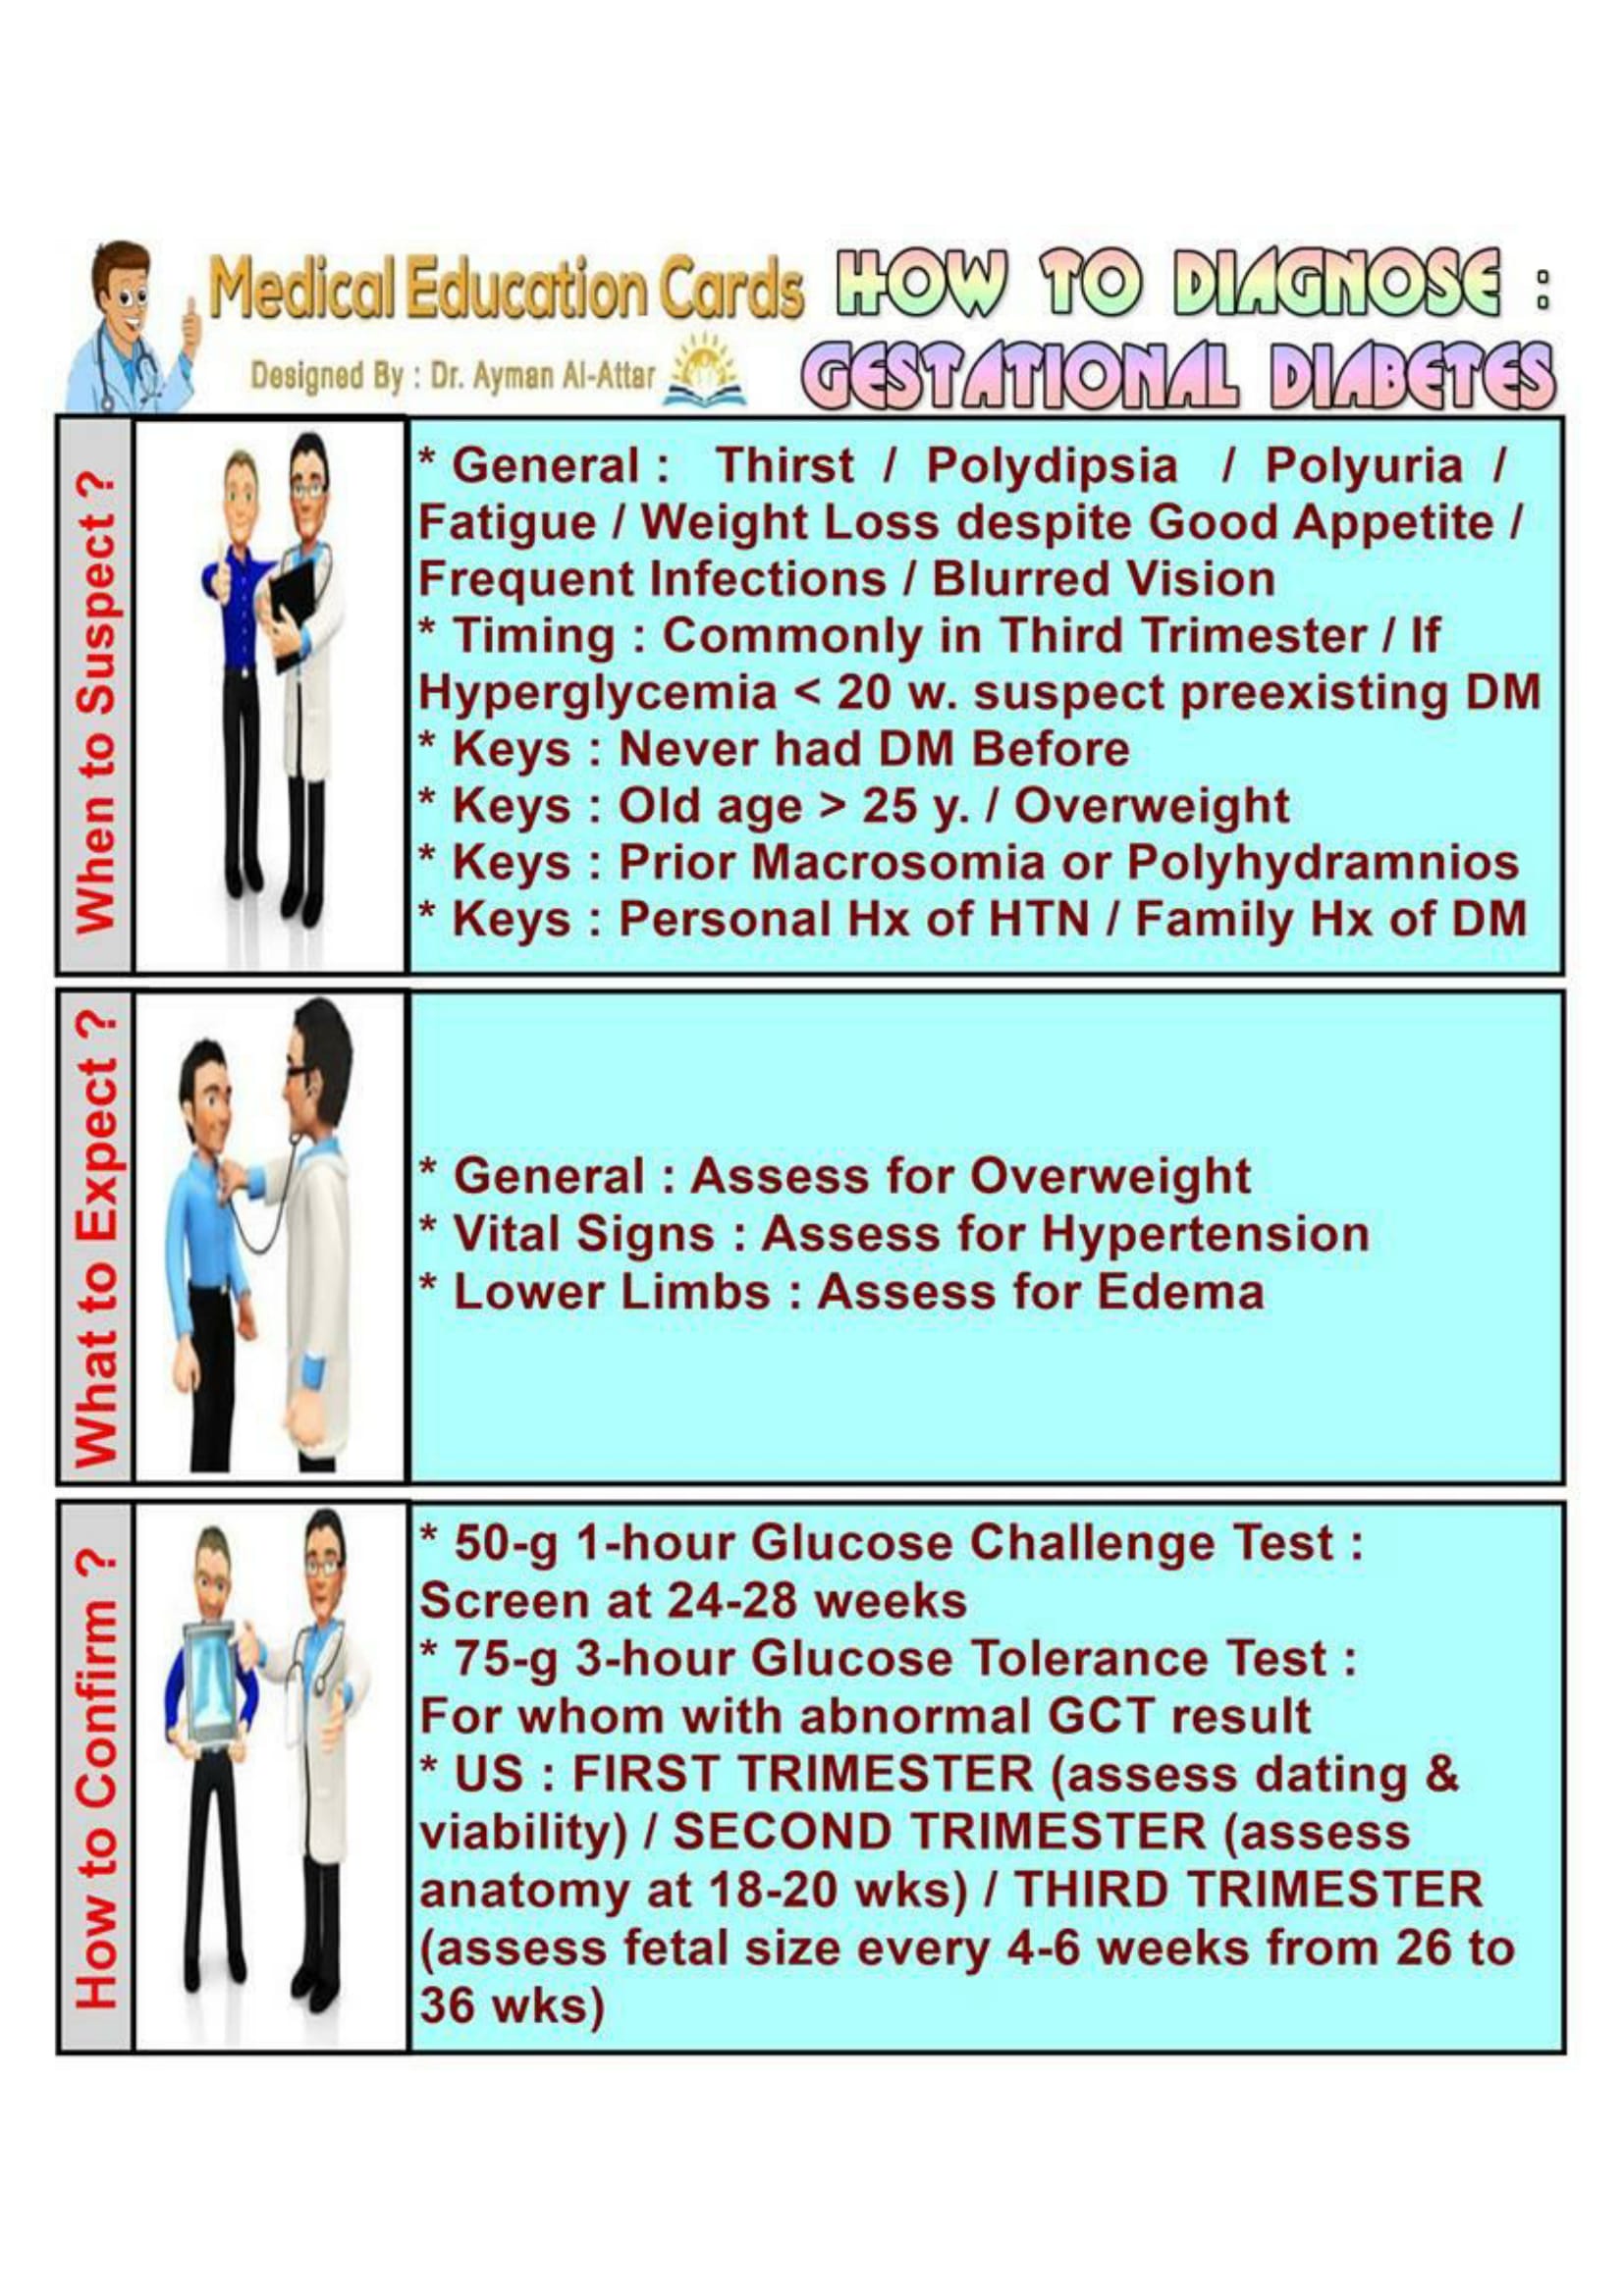 Medical Education Cards
Designed By : Dr. Ayman Al-Attar
HOW TO DIAGNOSE :
GESTATIONAL DIABETES
When to Suspect ?
* General : Thirst / Polydipsia / Polyuria /
Fatigue / Weight Loss despite Good Appetite /
Frequent Infections / Blurred Vision
* Timing : Commonly in Third Trimester / If
Hyperglycemia < 20 w. suspect preexisting DM
* Keys : Never had DM Before
* Keys : Old age > 25 y. / Overweight
* Keys : Prior Macrosomia or Polyhydramnios
* Keys : Personal Hx of HTN / Family Hx of DM
What to Expect ?
* General : Assess for Overweight
* Vital Signs : Assess for Hypertension
* Lower Limbs : Assess for Edema
How to Confirm ?
* 50-g 1-hour Glucose Challenge Test :
Screen at 24-28 weeks
* 75-g 3-hour Glucose Tolerance Test :
For whom with abnormal GCT result
* US : FIRST TRIMESTER (assess dating &
viability) / SECOND TRIMESTER (assess
anatomy at 18-20 wks) / THIRD TRIMESTER
(assess fetal size every 4-6 weeks from 26 to
36 wks)